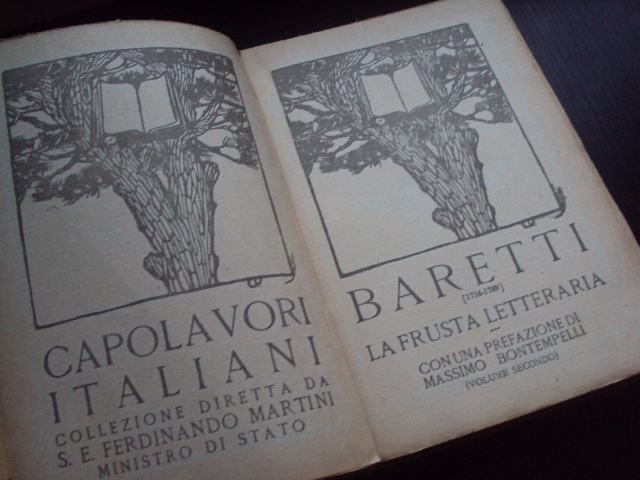 CAPOLAVORI
ITALIANI
COLLEZIONE DIRETTA DA
S. E. FERDINANDO MARTINI
MINISTRO DI STATO
BARETTI
[1716-1789]
LA FRUSTA LETTERARIA
CON UNA PREFAZIONE DI
MASSIMO BONTEMPELLI
(VOLUME SECONDO)